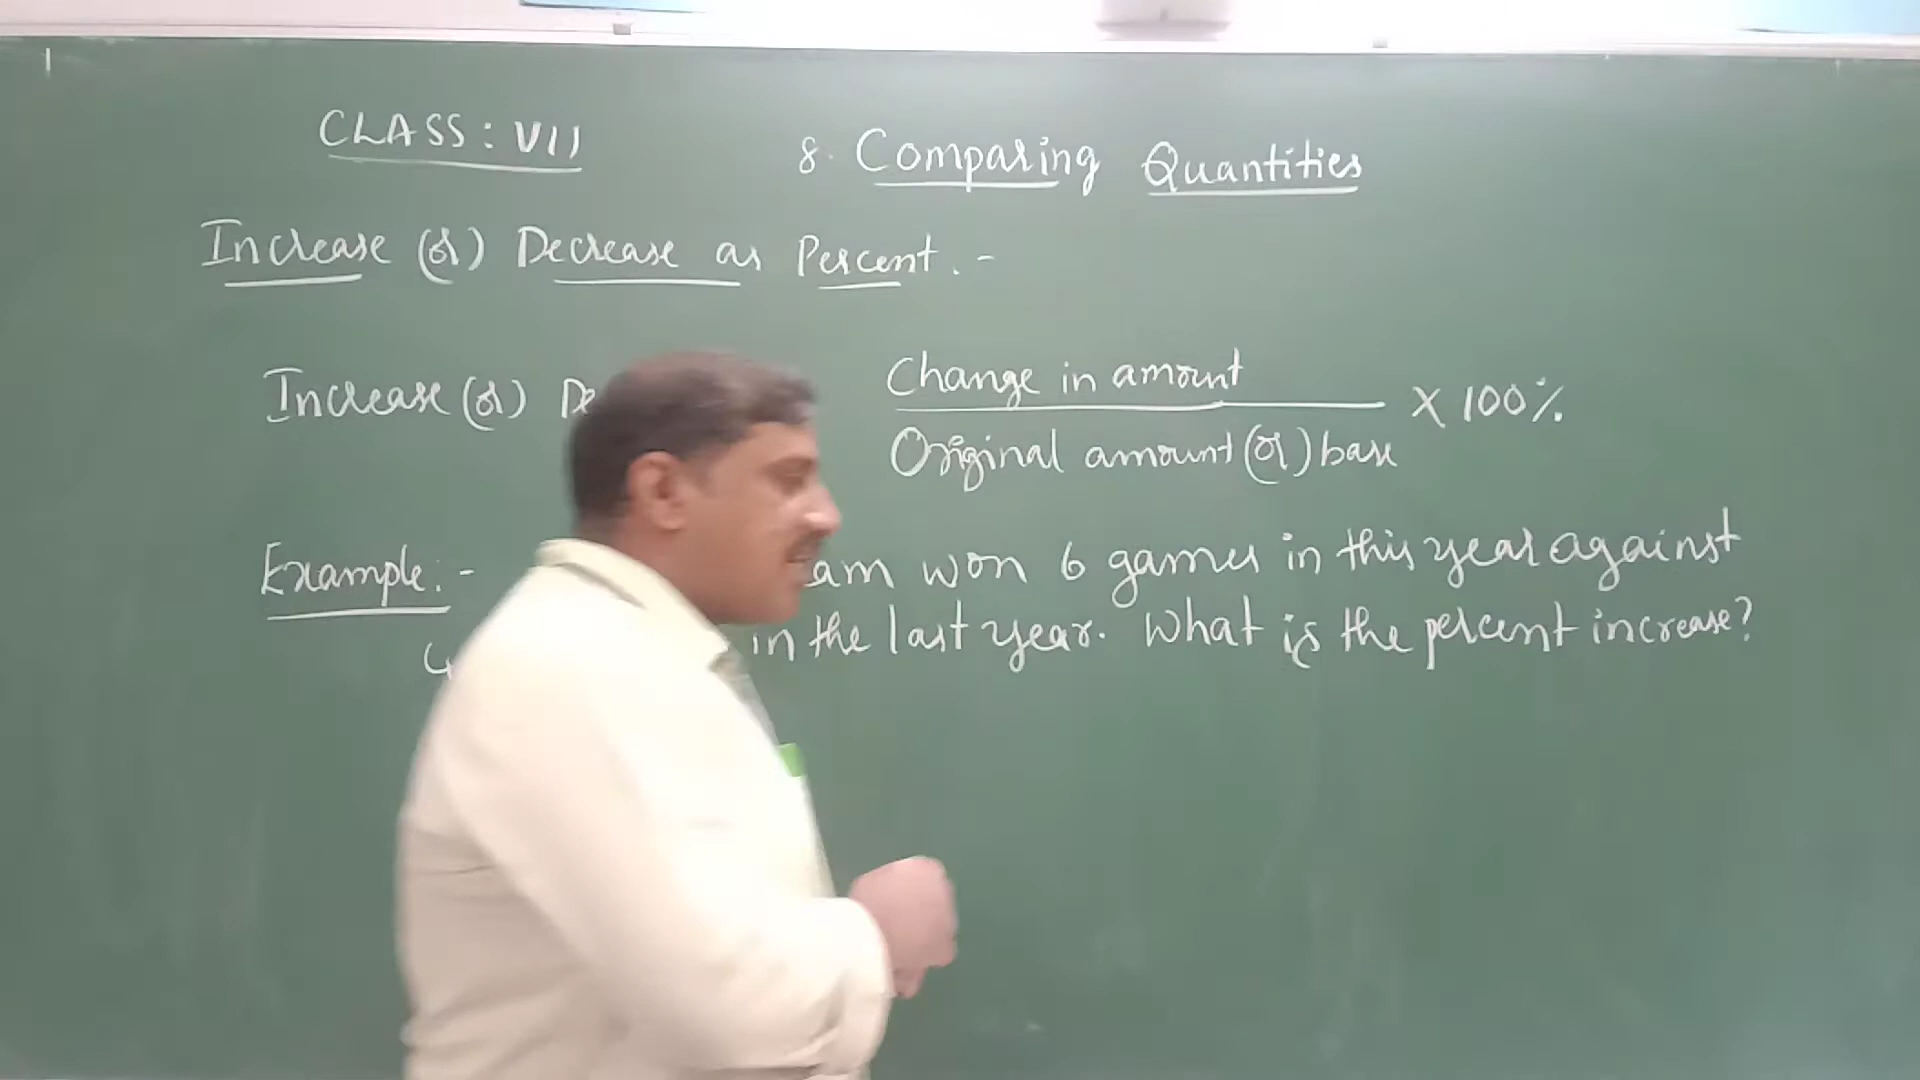 CLASS: VII
8. Comparing Quantities
Increase (or) Decrease as Percent. -
Increase (or) De
Change in amount
Original amount (or) base
X 100%
Example:- am won 6 games in this year against
4 in the last year. What is the percent increase?